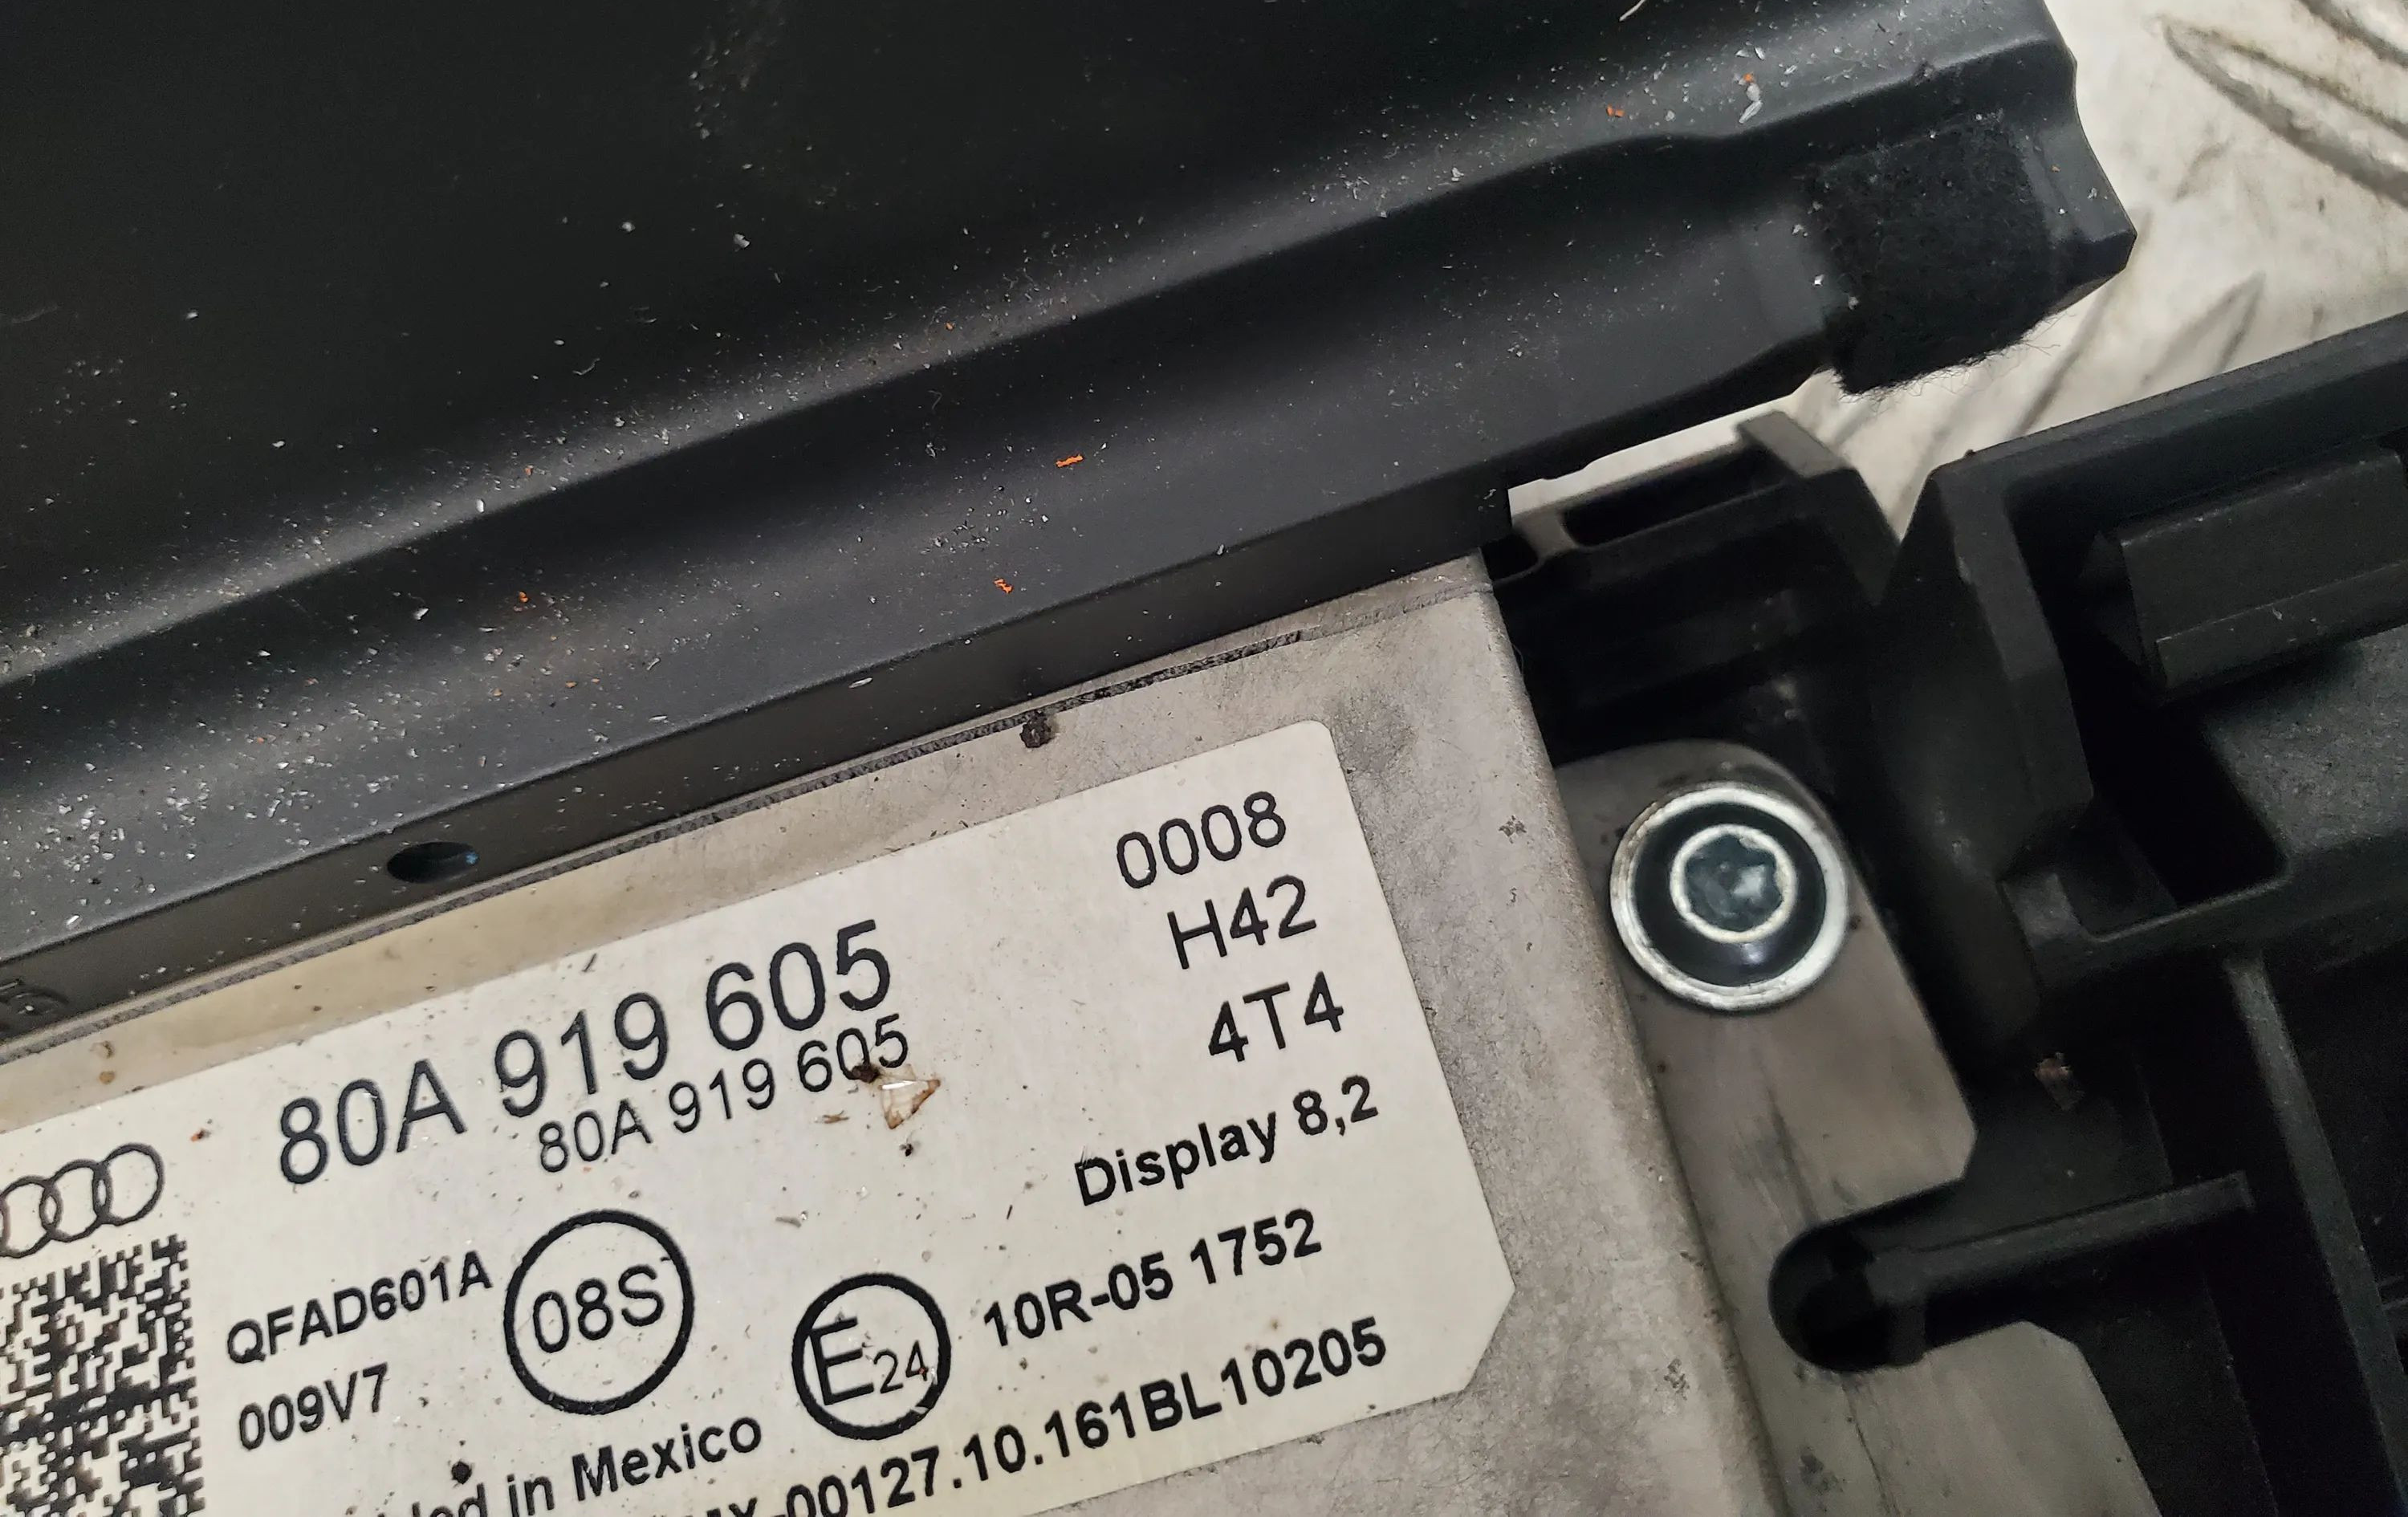 0008
H42
4T4
80A 919 605
80A 919 605
Display 8,2
QFAD601A
009V7
08S
E24
10R-05 1752
in Mexico
00127.10.161BL10205